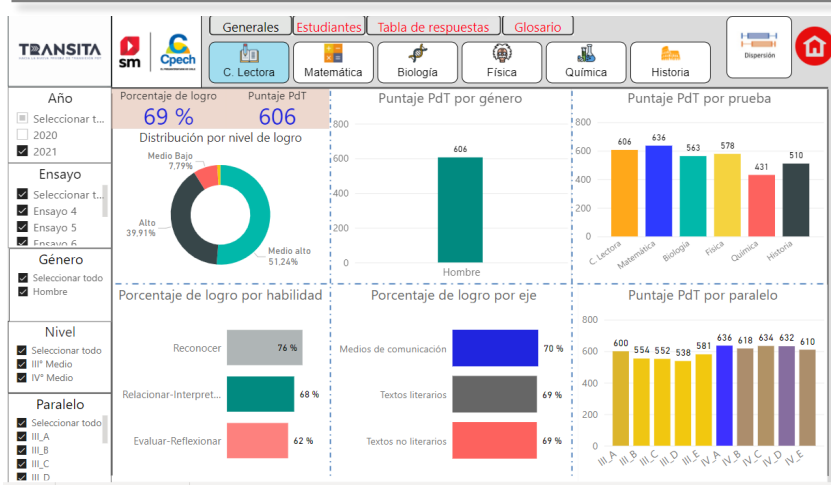 Generales Estudiantes Tabla de respuestas Glosario
TRANSITA
sm
Cpech
C. Lectora Matemática Biología Física Química Historia
Dispersión
Año
Seleccionar t...
2020
2021
Ensayo
Seleccionar t...
Ensayo 4
Ensayo 5
Ensayo 6
Género
Seleccionar todo
Hombre
Nivel
Seleccionar todo
III° Medio
IV° Medio
Paralelo
Seleccionar todo
III_A
III_B
III_C
III_D
Porcentaje de logro Puntaje PdT
69 % 606
Distribución por nivel de logro
Medio Bajo
7,79%
Alto
39,91%
Medio alto
51,24%
Puntaje PdT por género
800
600
400
200
0
606
Hombre
Puntaje PdT por prueba
800
600
400
200
0
606 636 563 578 431 510
C. Lectora Matemática Biología Física Química Historia
Porcentaje de logro por habilidad
Reconocer 76 %
Relacionar-Interpret... 68 %
Evaluar-Reflexionar 62 %
Porcentaje de logro por eje
Medios de comunicación 70 %
Textos literarios 69 %
Textos no literarios 69 %
Puntaje PdT por paralelo
800
600
400
200
0
600 554 552 538 581 636 618 634 632 610
III_A III_B III_C III_D III_E IV_A IV_B IV_C IV_D IV_E